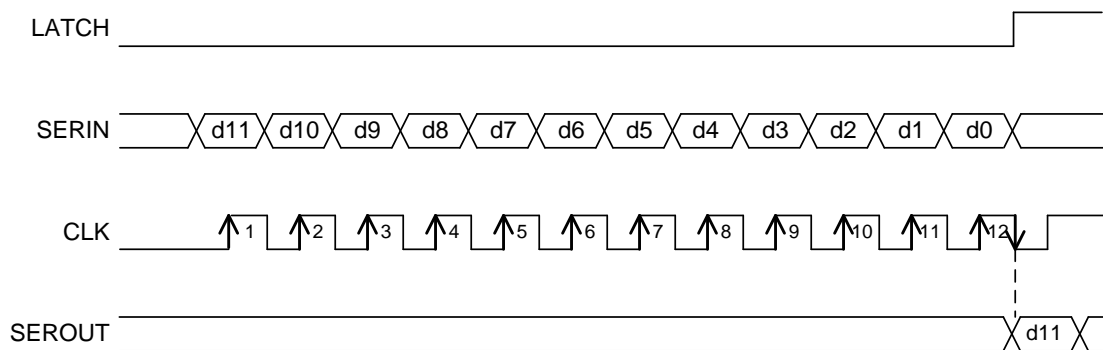 LATCH
SERIN d11 d10 d9 d8 d7 d6 d5 d4 d3 d2 d1 d0
CLK 1 2 3 4 5 6 7 8 9 10 11 12
SEROUT d11